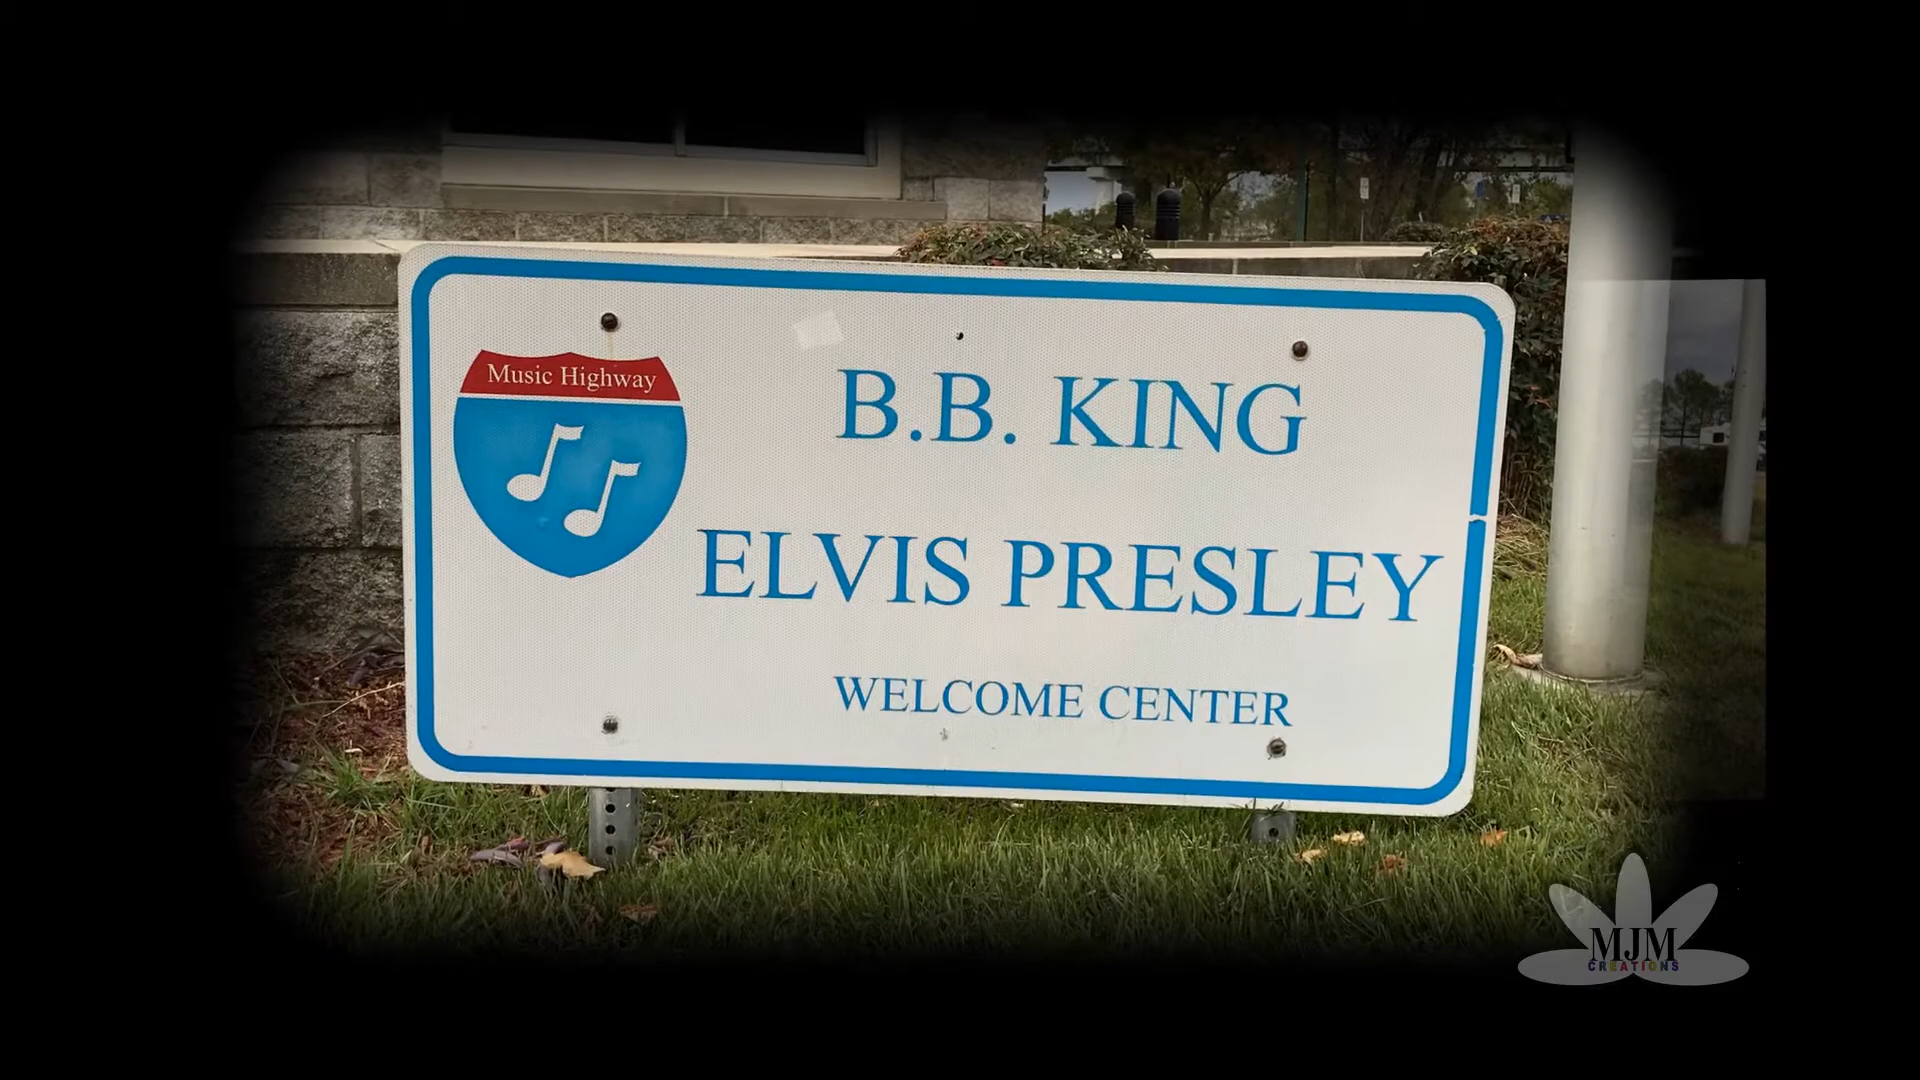 Music Highway
B.B. KING
ELVIS PRESLEY
WELCOME CENTER
MJM
CREATIONS